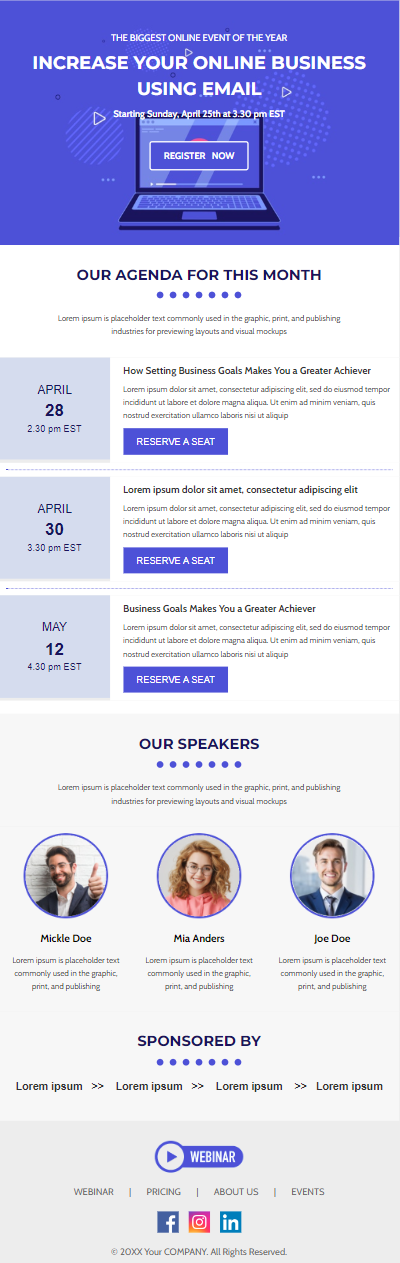 THE BIGGEST ONLINE EVENT OF THE YEAR
INCREASE YOUR ONLINE BUSINESS
USING EMAIL
Starting Sunday, April 25th at 3.30 pm EST
REGISTER NOW
OUR AGENDA FOR THIS MONTH
Lorem ipsum is placeholder text commonly used in the graphic, print, and publishing
industries for previewing layouts and visual mockups
APRIL
28
2.30 pm EST
How Setting Business Goals Makes You a Greater Achiever
Lorem ipsum dolor sit amet, consectetur adipiscing elit, sed do eiusmod tempor
incididunt ut labore et dolore magna aliqua. Ut enim ad minim veniam, quis
nostrud exercitation ullamco laboris nisi ut aliquip
RESERVE A SEAT
APRIL
30
3.30 pm EST
Lorem ipsum dolor sit amet, consectetur adipiscing elit
Lorem ipsum dolor sit amet, consectetur adipiscing elit, sed do eiusmod tempor
incididunt ut labore et dolore magna aliqua. Ut enim ad minim veniam, quis
nostrud exercitation ullamco laboris nisi ut aliquip
RESERVE A SEAT
MAY
12
4.30 pm EST
Business Goals Makes You a Greater Achiever
Lorem ipsum dolor sit amet, consectetur adipiscing elit, sed do eiusmod tempor
incididunt ut labore et dolore magna aliqua. Ut enim ad minim veniam, quis
nostrud exercitation ullamco laboris nisi ut aliquip
RESERVE A SEAT
OUR SPEAKERS
Lorem ipsum is placeholder text commonly used in the graphic, print, and publishing
industries for previewing layouts and visual mockups
Mickle Doe
Lorem ipsum is placeholder text
commonly used in the graphic,
print, and publishing
Mia Anders
Lorem ipsum is placeholder text
commonly used in the graphic,
print, and publishing
Joe Doe
Lorem ipsum is placeholder text
commonly used in the graphic,
print, and publishing
SPONSORED BY
Lorem ipsum >> Lorem ipsum >> Lorem ipsum >> Lorem ipsum
WEBINAR
WEBINAR | PRICING | ABOUT US | EVENTS
© 20XX Your COMPANY. All Rights Reserved.